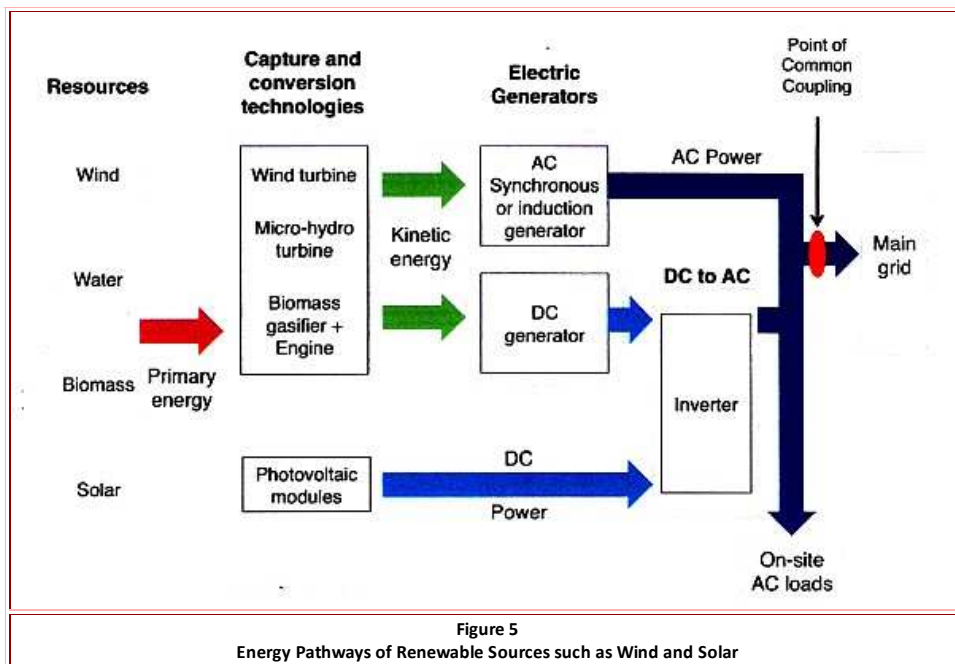 Resources
Capture and
conversion
technologies
Electric
Generators
Point of
Common
Coupling
Wind
Water
Biomass
Solar
Primary
energy
Wind turbine
Micro-hydro
turbine
Biomass
gasifier +
Engine
Photovoltaic
modules
Kinetic
energy
AC
Synchronous
or induction
generator
DC
generator
DC
Power
AC Power
DC to AC
Inverter
Main
grid
On-site
AC loads
Figure 5
Energy Pathways of Renewable Sources such as Wind and Solar